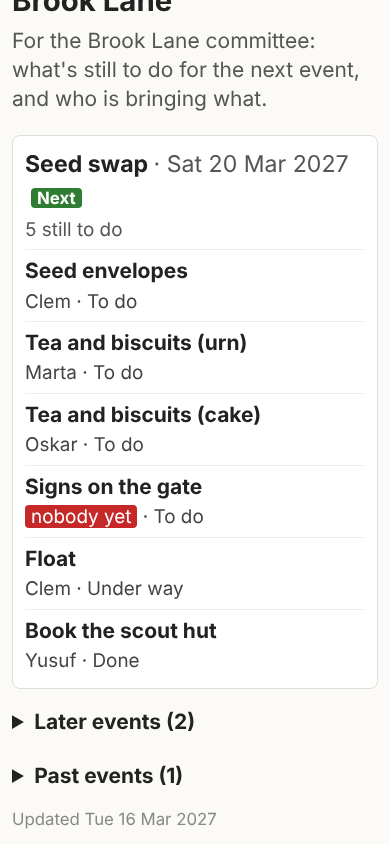 Brook Lane
For the Brook Lane committee:
what's still to do for the next event,
and who is bringing what.
Seed swap · Sat 20 Mar 2027
Next
5 still to do
Seed envelopes
Clem · To do
Tea and biscuits (urn)
Marta · To do
Tea and biscuits (cake)
Oskar · To do
Signs on the gate
nobody yet · To do
Float
Clem · Under way
Book the scout hut
Yusuf · Done
Later events (2)
Past events (1)
Updated Tue 16 Mar 2027